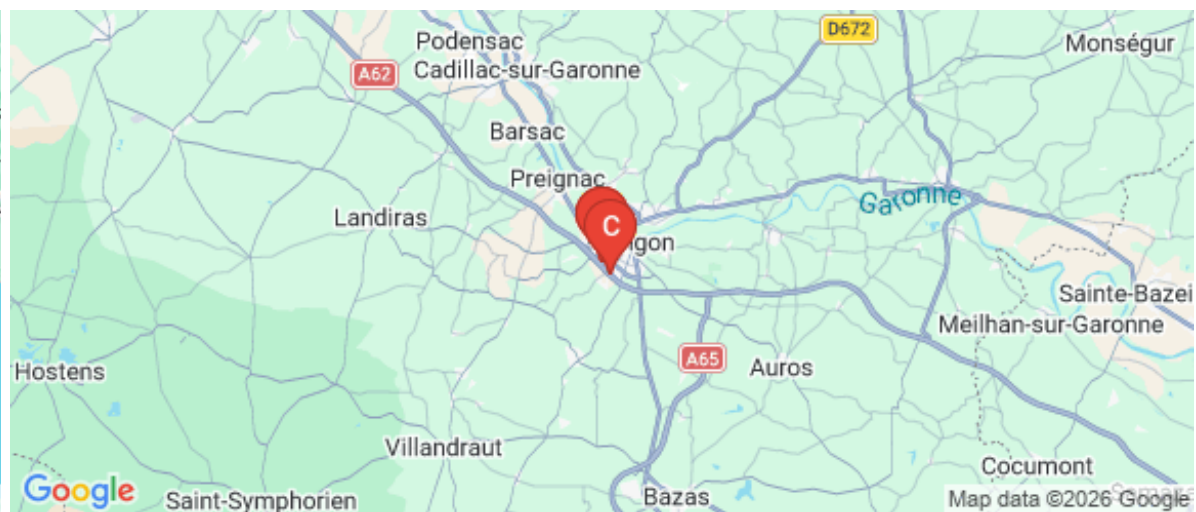 D672
Podensac
Monségur
A62
Cadillac-sur-Garonne
Barsac
Preignac
Garonne
Landiras
C
ngon
Sainte-Bazei
Meilhan-sur-Garonne
A65
Hostens
Auros
Villandraut
Cocumont
Google
Saint-Symphorien
Bazas
Map data ©2026 Google